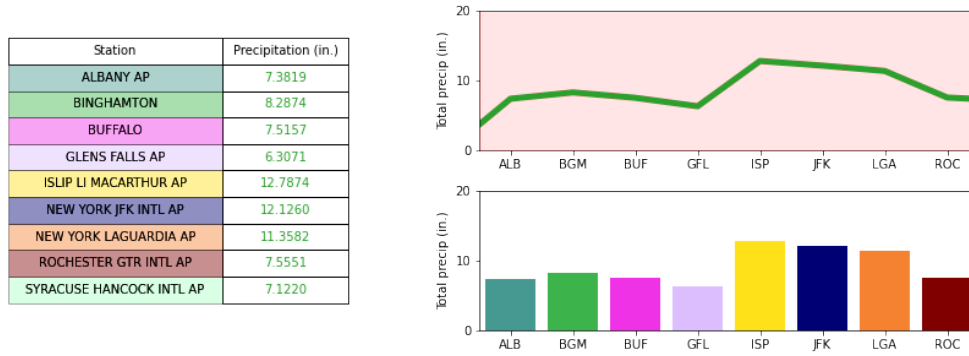 Station Precipitation (in.)
ALBANY AP 7.3819
BINGHAMTON 8.2874
BUFFALO 7.5157
GLENS FALLS AP 6.3071
ISLIP LI MACARTHUR AP 12.7874
NEW YORK JFK INTL AP 12.1260
NEW YORK LAGUARDIA AP 11.3582
ROCHESTER GTR INTL AP 7.5551
SYRACUSE HANCOCK INTL AP 7.1220
Total precip (in.)
20
10
0
ALB BGM BUF GFL ISP JFK LGA ROC
Total precip (in.)
20
10
0
ALB BGM BUF GFL ISP JFK LGA ROC